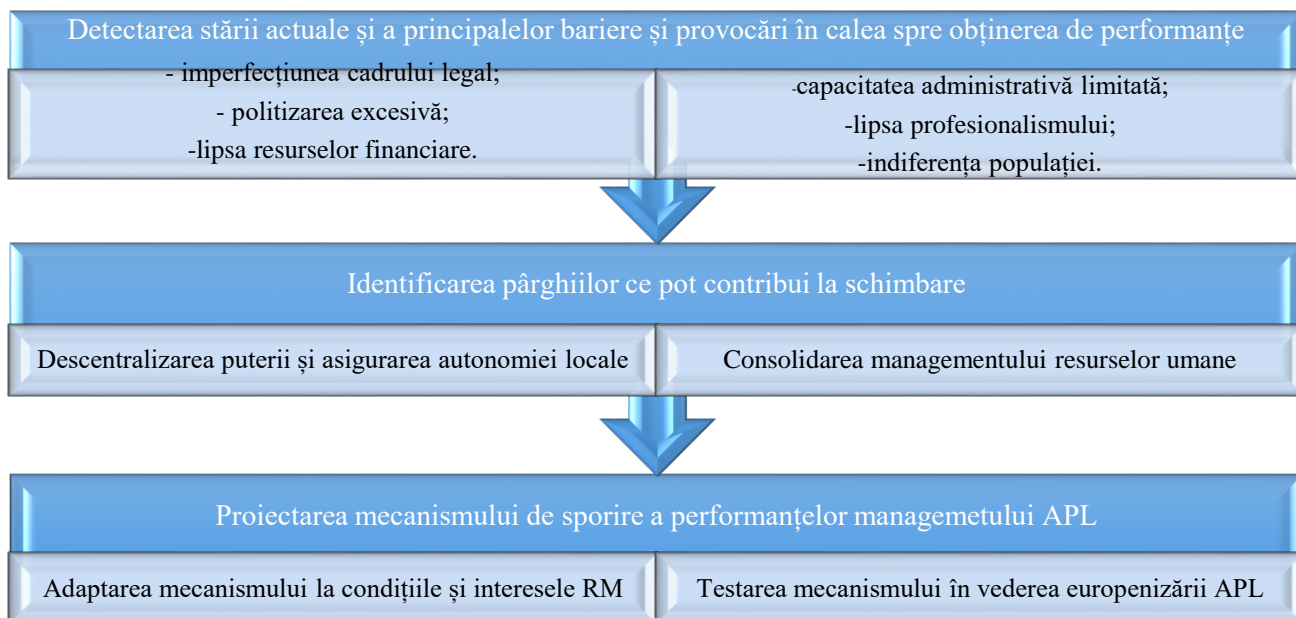 Detectarea stării actuale și a principalelor bariere și provocări în calea spre obținerea de performanțe
- imperfecțiunea cadrului legal;
- politizarea excesivă;
-lipsa resurselor financiare.
-capacitatea administrativă limitată;
-lipsa profesionalismului;
-indiferența populației.
Identificarea pârghiilor ce pot contribui la schimbare
Descentralizarea puterii și asigurarea autonomiei locale
Consolidarea managementului resurselor umane
Proiectarea mecanismului de sporire a performanțelor managemetului APL
Adaptarea mecanismului la condițiile și interesele RM
Testarea mecanismului în vederea europenizării APL